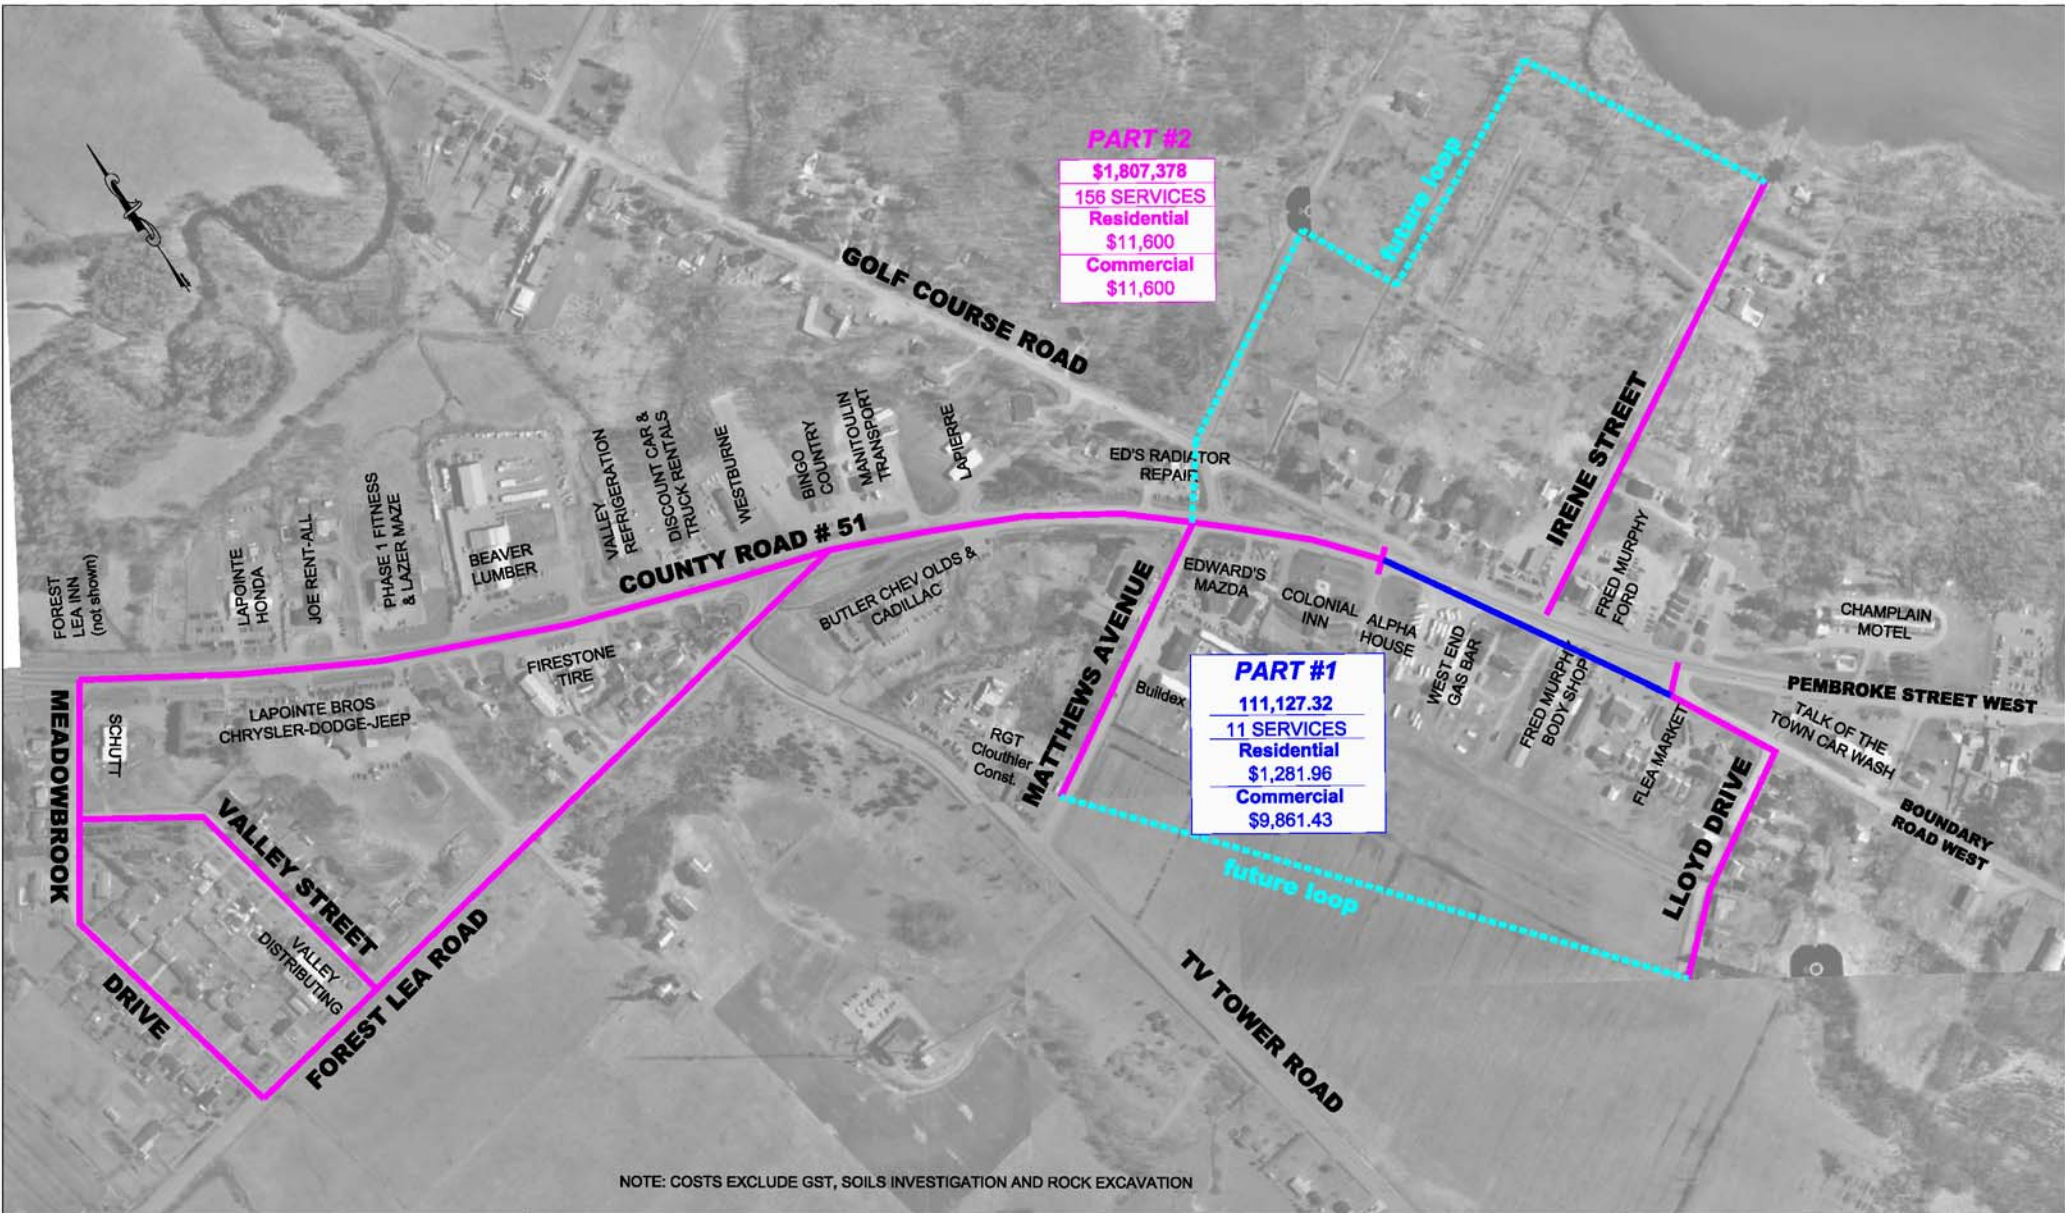 PART #2
$1,807,378
156 SERVICES
Residential
$11,600
Commercial
$11,600
future loop
GOLF COURSE ROAD
IRENE STREET
ED'S RADIATOR
REPAIR
LAPIERRE
MANITOULIN
TRANSPORT
BINGO
COUNTRY
WESTBURNE
DISCOUNT CAR &
TRUCK RENTALS
VALLEY
REFRIGERATION
BEAVER
LUMBER
PHASE 1 FITNESS
& LAZER MAZE
JOE RENT-ALL
LAPOINTE
HONDA
FOREST
LEA INN
(not shown)
COUNTY ROAD # 51
BUTLER CHEV OLDS &
CADILLAC
EDWARD'S
MAZDA
COLONIAL
INN
ALPHA
HOUSE
WEST END
GAS BAR
FRED MURPHY
FORD
FRED MURPHY
BODY SHOP
CHAMPLAIN
MOTEL
PEMBROKE STREET WEST
TALK OF THE
TOWN CAR WASH
FLEA MARKET
BOUNDARY
ROAD WEST
LLOYD DRIVE
PART #1
111,127.32
11 SERVICES
Residential
$1,281.96
Commercial
$9,861.43
Buildex
MATTHEWS AVENUE
RGT
Clouthier
Const.
FIRESTONE
TIRE
LAPOINTE BROS
CHRYSLER-DODGE-JEEP
SCHUTT
MEADOWBROOK
DRIVE
VALLEY STREET
VALLEY
DISTRIBUTING
FOREST LEA ROAD
future loop
TV TOWER ROAD
NOTE: COSTS EXCLUDE GST, SOILS INVESTIGATION AND ROCK EXCAVATION